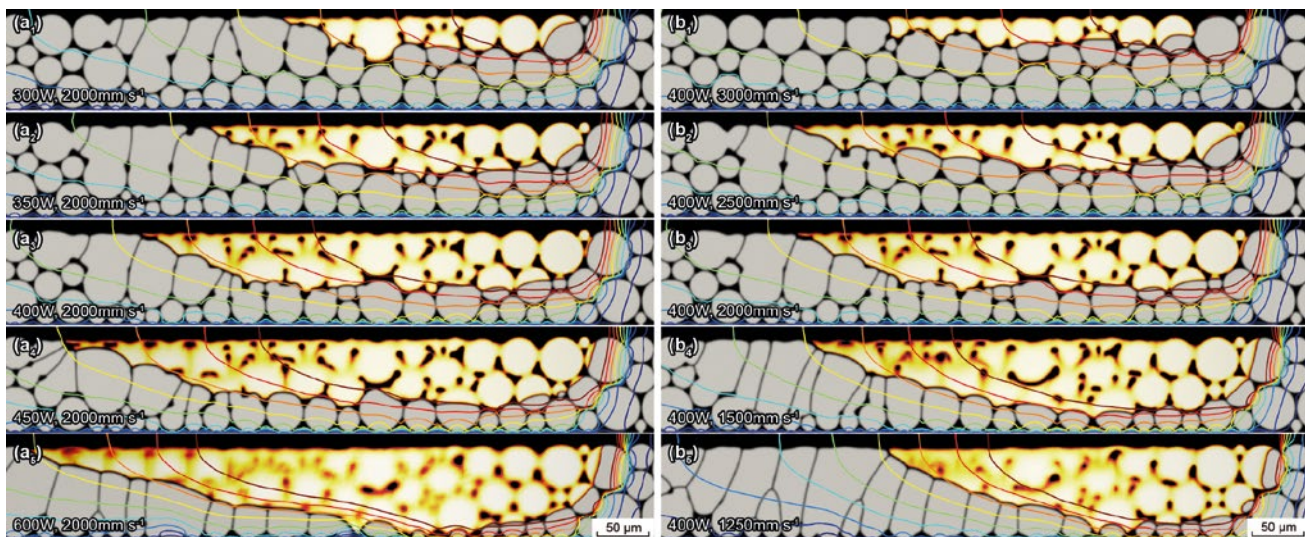 (a₁)
300W, 2000mm s⁻¹
(a₂)
350W, 2000mm s⁻¹
(a₃)
400W, 2000mm s⁻¹
(a₂)
450W, 2000mm s⁻¹
(a₅)
600W, 2000mm s⁻¹
50 µm
(b₁)
400W, 3000mm s⁻¹
(b₂)
400W, 2500mm s⁻¹
(b₃)
400W, 2000mm s⁻¹
(b₄)
400W, 1500mm s⁻¹
(b₅)
400W, 1250mm s⁻¹
50 µm